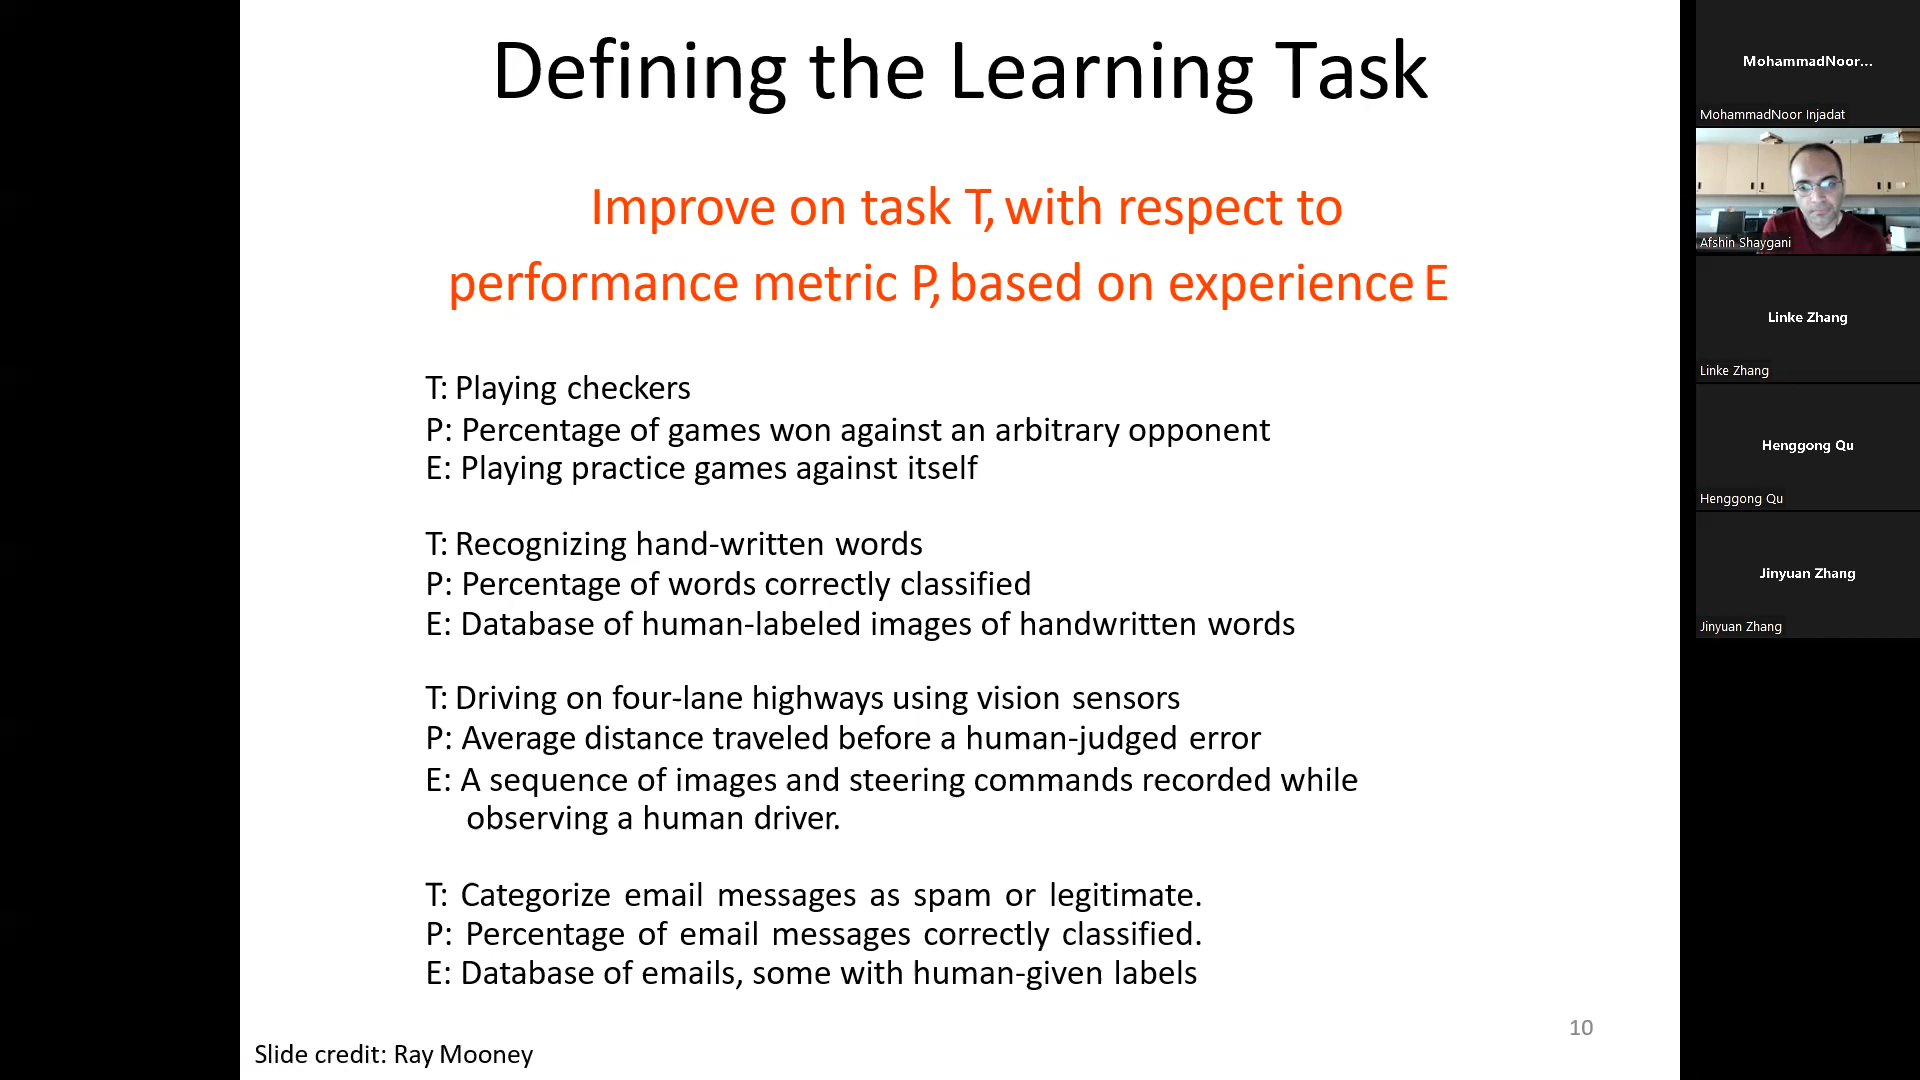 Defining the Learning Task
Improve on task T, with respect to
performance metric P, based on experience E
T: Playing checkers
P: Percentage of games won against an arbitrary opponent
E: Playing practice games against itself
T: Recognizing hand-written words
P: Percentage of words correctly classified
E: Database of human-labeled images of handwritten words
T: Driving on four-lane highways using vision sensors
P: Average distance traveled before a human-judged error
E: A sequence of images and steering commands recorded while
observing a human driver.
T: Categorize email messages as spam or legitimate.
P: Percentage of email messages correctly classified.
E: Database of emails, some with human-given labels
10
Slide credit: Ray Mooney
MohammadNoor...
MohammadNoor Injadat
Afshin Shaygani
Linke Zhang
Linke Zhang
Henggong Qu
Henggong Qu
Jinyuan Zhang
Jinyuan Zhang